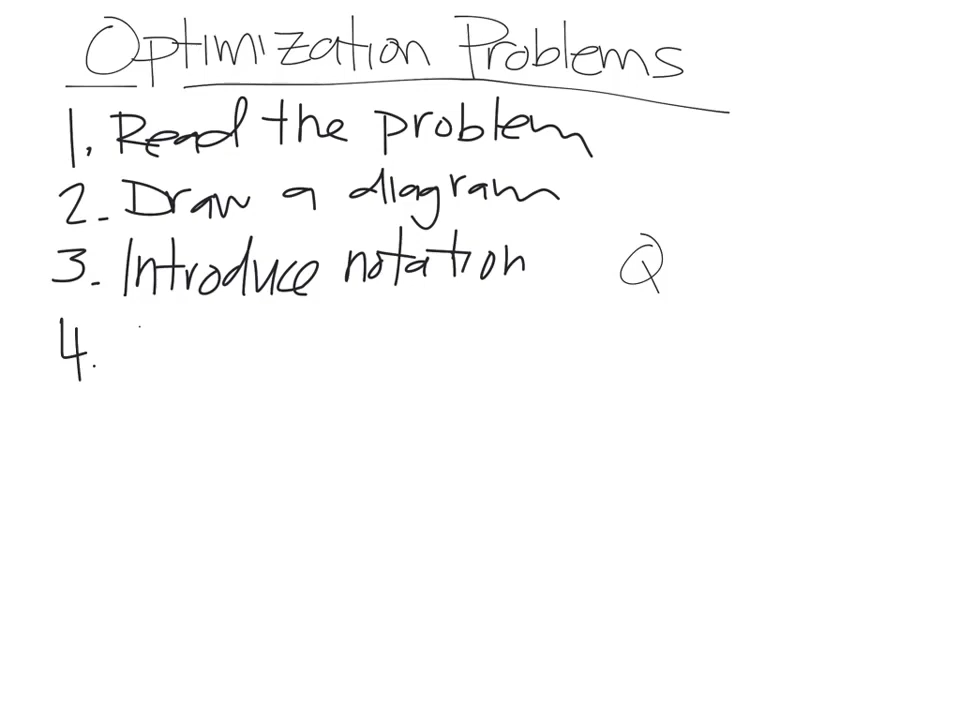 Optimization Problems
1. Read the problem
2. Draw a diagram
3. Introduce notation Q
4.